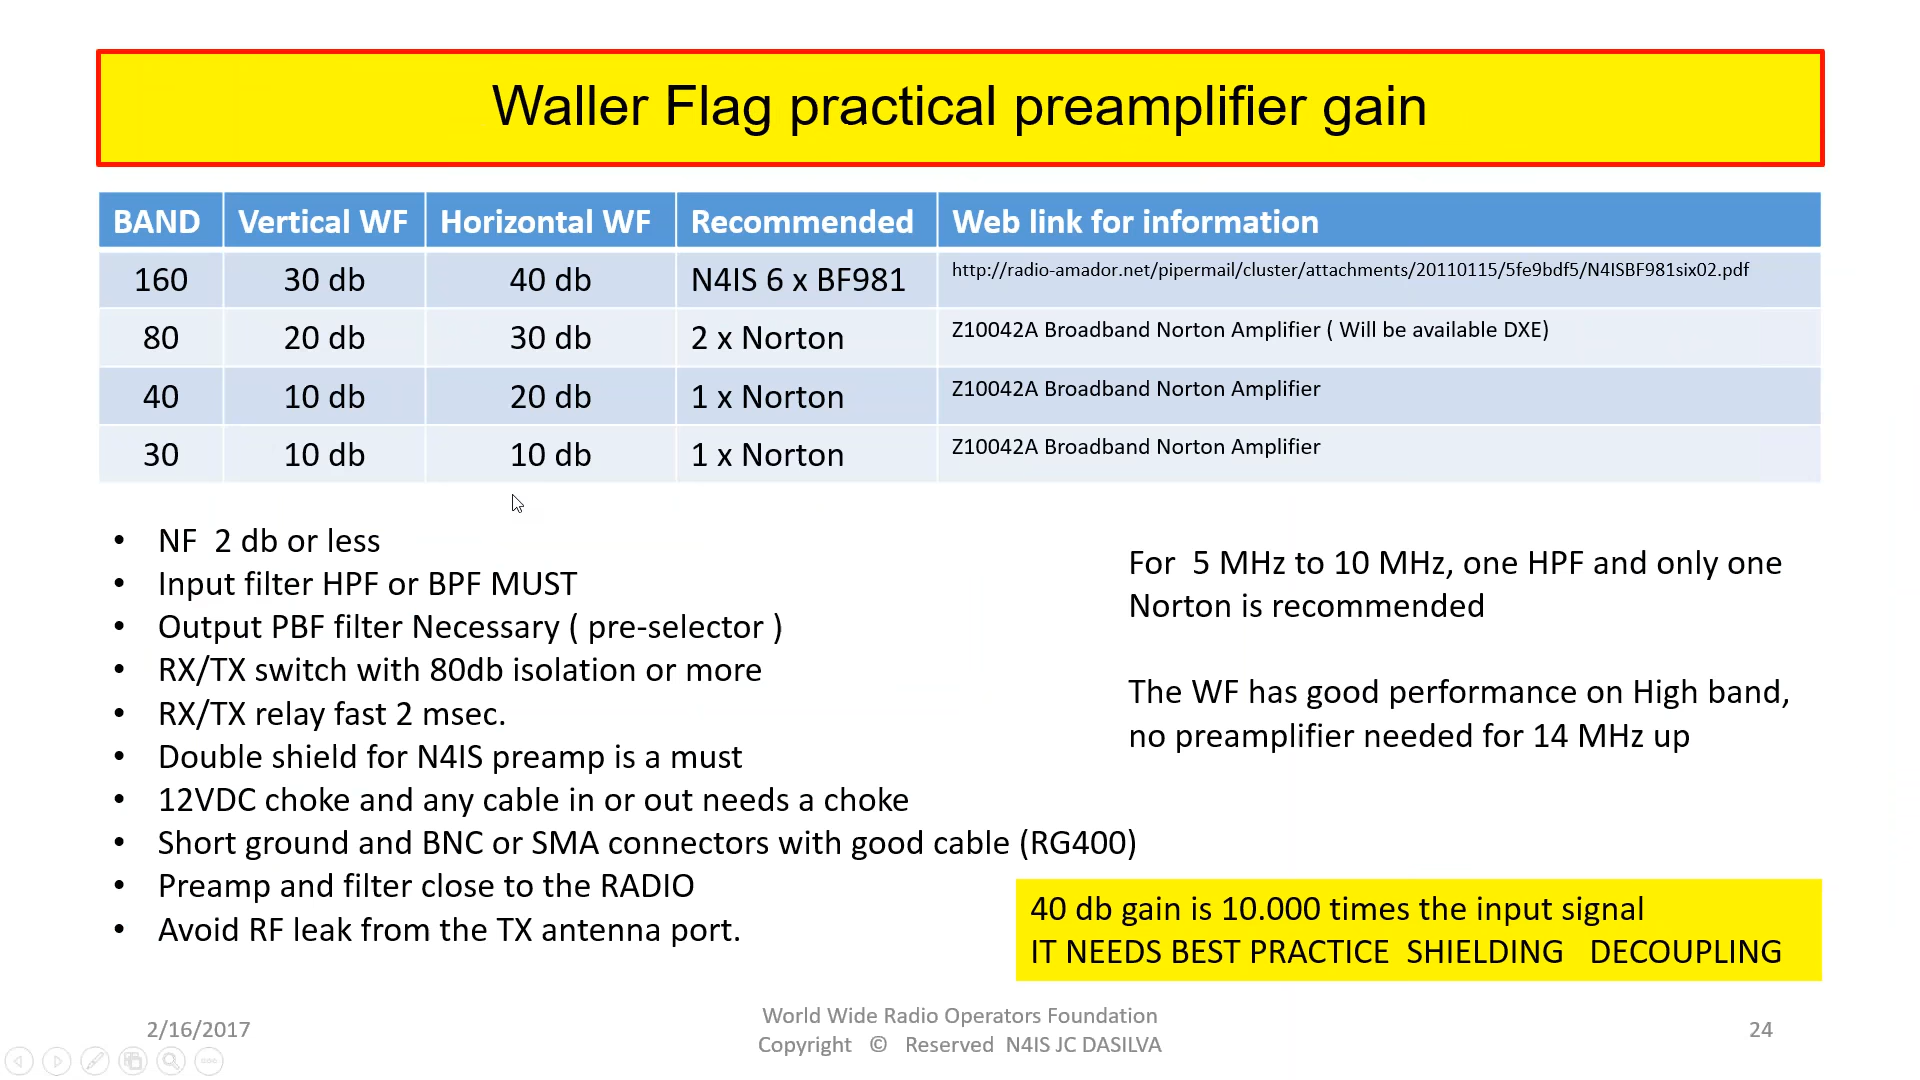 Waller Flag practical preamplifier gain
BAND Vertical WF Horizontal WF Recommended Web link for information
160 30 db 40 db N4IS 6 x BF981 http://radio-amador.net/pipermail/cluster/attachments/20110115/5fe9bdf5/N4ISBF981six02.pdf
80 20 db 30 db 2 x Norton Z10042A Broadband Norton Amplifier ( Will be available DXE)
40 10 db 20 db 1 x Norton Z10042A Broadband Norton Amplifier
30 10 db 10 db 1 x Norton Z10042A Broadband Norton Amplifier
• NF  2 db or less
• Input filter HPF or BPF MUST
• Output PBF filter Necessary ( pre-selector )
• RX/TX switch with 80db isolation or more
• RX/TX relay fast 2 msec.
• Double shield for N4IS preamp is a must
• 12VDC choke and any cable in or out needs a choke
• Short ground and BNC or SMA connectors with good cable (RG400)
• Preamp and filter close to the RADIO
• Avoid RF leak from the TX antenna port.
For  5 MHz to 10 MHz, one HPF and only one
Norton is recommended
The WF has good performance on High band,
no preamplifier needed for 14 MHz up
40 db gain is 10.000 times the input signal
IT NEEDS BEST PRACTICE  SHIELDING   DECOUPLING
2/16/2017
World Wide Radio Operators Foundation
Copyright   ©   Reserved  N4IS JC DASILVA
24